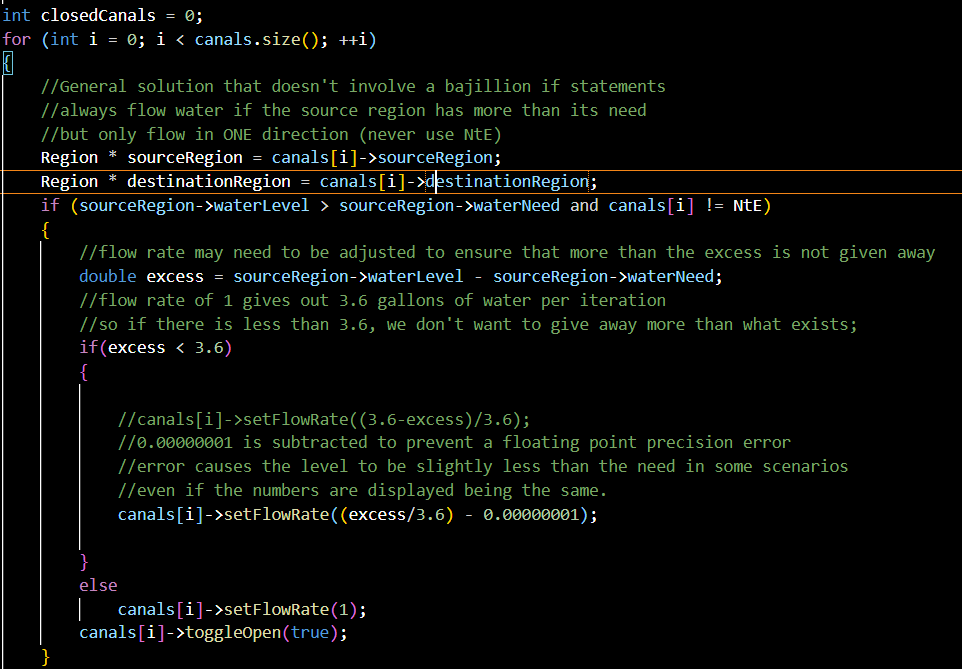 int closedCanals = 0;
for (int i = 0; i < canals.size(); ++i)
{
//General solution that doesn't involve a bajillion if statements
//always flow water if the source region has more than its need
//but only flow in ONE direction (never use NtE)
Region * sourceRegion = canals[i]->sourceRegion;
Region * destinationRegion = canals[i]->destinationRegion;
if (sourceRegion->waterLevel > sourceRegion->waterNeed and canals[i] != NtE)
{
//flow rate may need to be adjusted to ensure that more than the excess is not given away
double excess = sourceRegion->waterLevel - sourceRegion->waterNeed;
//flow rate of 1 gives out 3.6 gallons of water per iteration
//so if there is less than 3.6, we don't want to give away more than what exists;
if(excess < 3.6)
{
//canals[i]->setFlowRate((3.6-excess)/3.6);
//0.00000001 is subtracted to prevent a floating point precision error
//error causes the level to be slightly less than the need in some scenarios
//even if the numbers are displayed being the same.
canals[i]->setFlowRate((excess/3.6) - 0.00000001);
}
else
canals[i]->setFlowRate(1);
canals[i]->toggleOpen(true);
}